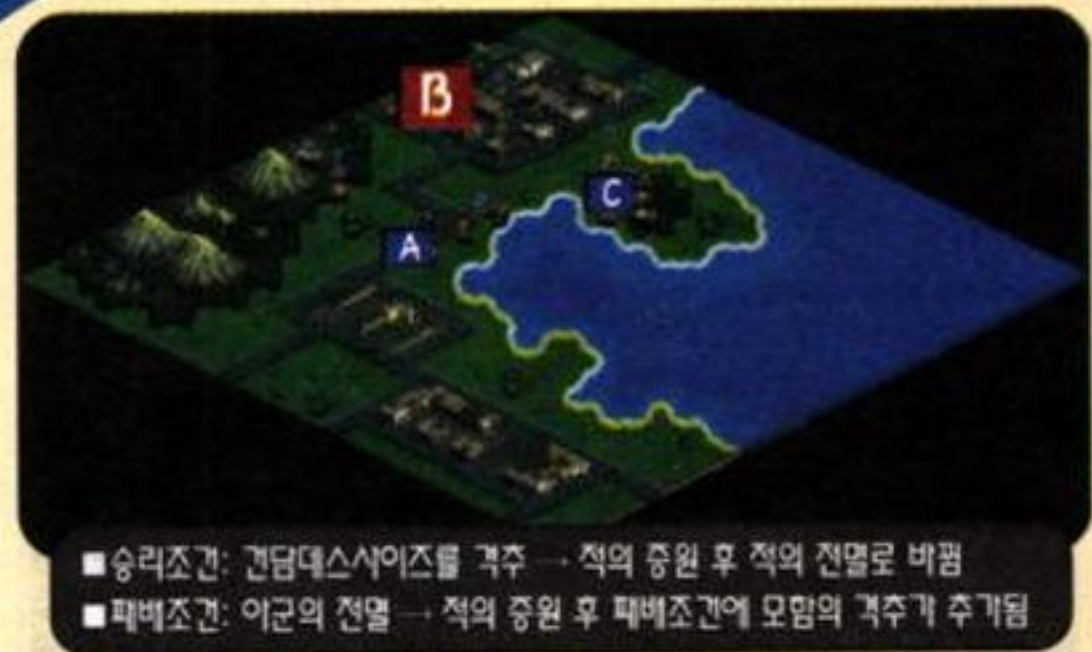 B
C
A
■승리조건: 건담데스사이즈를 격추 → 적의 증원 후 적의 전멸로 바뀜
■패배조건: 아군의 전멸 → 적의 증원 후 패배조건에 모함의 격추가 추가됨